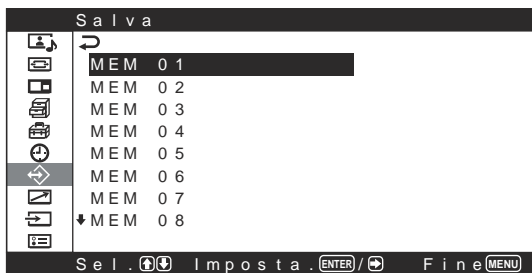 Salva
MEM 01
MEM 02
MEM 03
MEM 04
MEM 05
MEM 06
MEM 07
MEM 08
Sel. Imposta. ENTER / Fine MENU